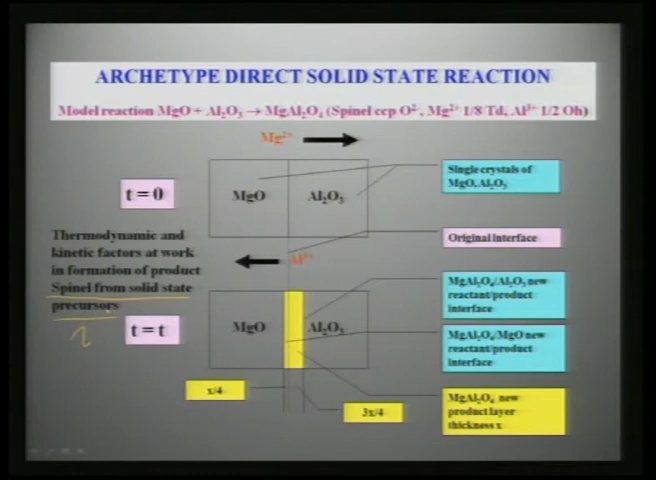 ARCHETYPE DIRECT SOLID STATE REACTION
Model reaction MgO + Al₂O₃ → MgAl₂O₄ (Spinel ccp O²⁻, Mg²⁺ 1/8 Td, Al³⁺ 1/2 Oh)
Mg²⁺
t = 0
MgO
Al₂O₃
Single crystals of
MgO, Al₂O₃
Original interface
Thermodynamic and
kinetic factors at work
in formation of product
Spinel from solid state
precursors
Al³⁺
t = t
MgO
Al₂O₃
MgAl₂O₄/Al₂O₃ new
reactant/product
interface
MgAl₂O₄/MgO new
reactant/product
interface
x/4
3x/4
MgAl₂O₄ new
product layer
thickness x